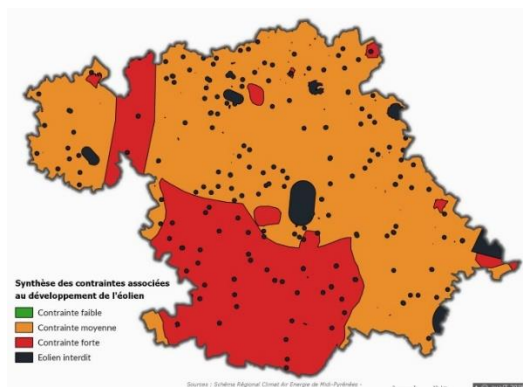 Synthèse des contraintes associées
au développement de l'éolien
Contrainte faible
Contrainte moyenne
Contrainte forte
Eolien interdit
Sources : Schéma Régional Climat Air Energie de Midi-Pyrénées -